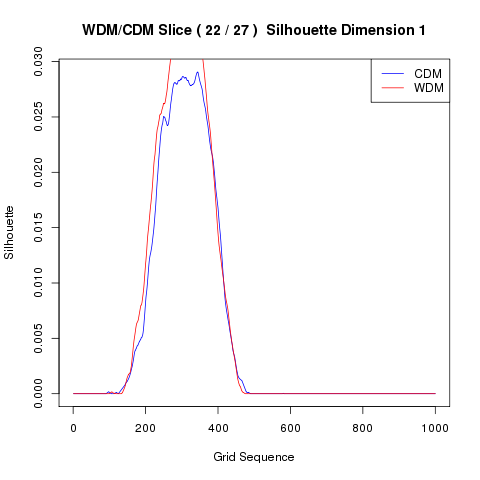 WDM/CDM Slice ( 22 / 27 )  Silhouette Dimension 1
CDM
WDM
Silhouette
0.030
0.025
0.020
0.015
0.010
0.005
0.000
0 200 400 600 800 1000
Grid Sequence